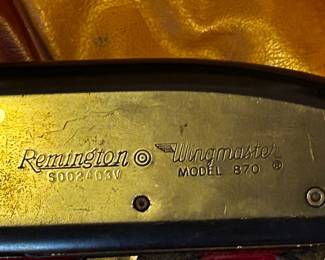 Remington Wingmaster
S002403V MODEL 870 ®